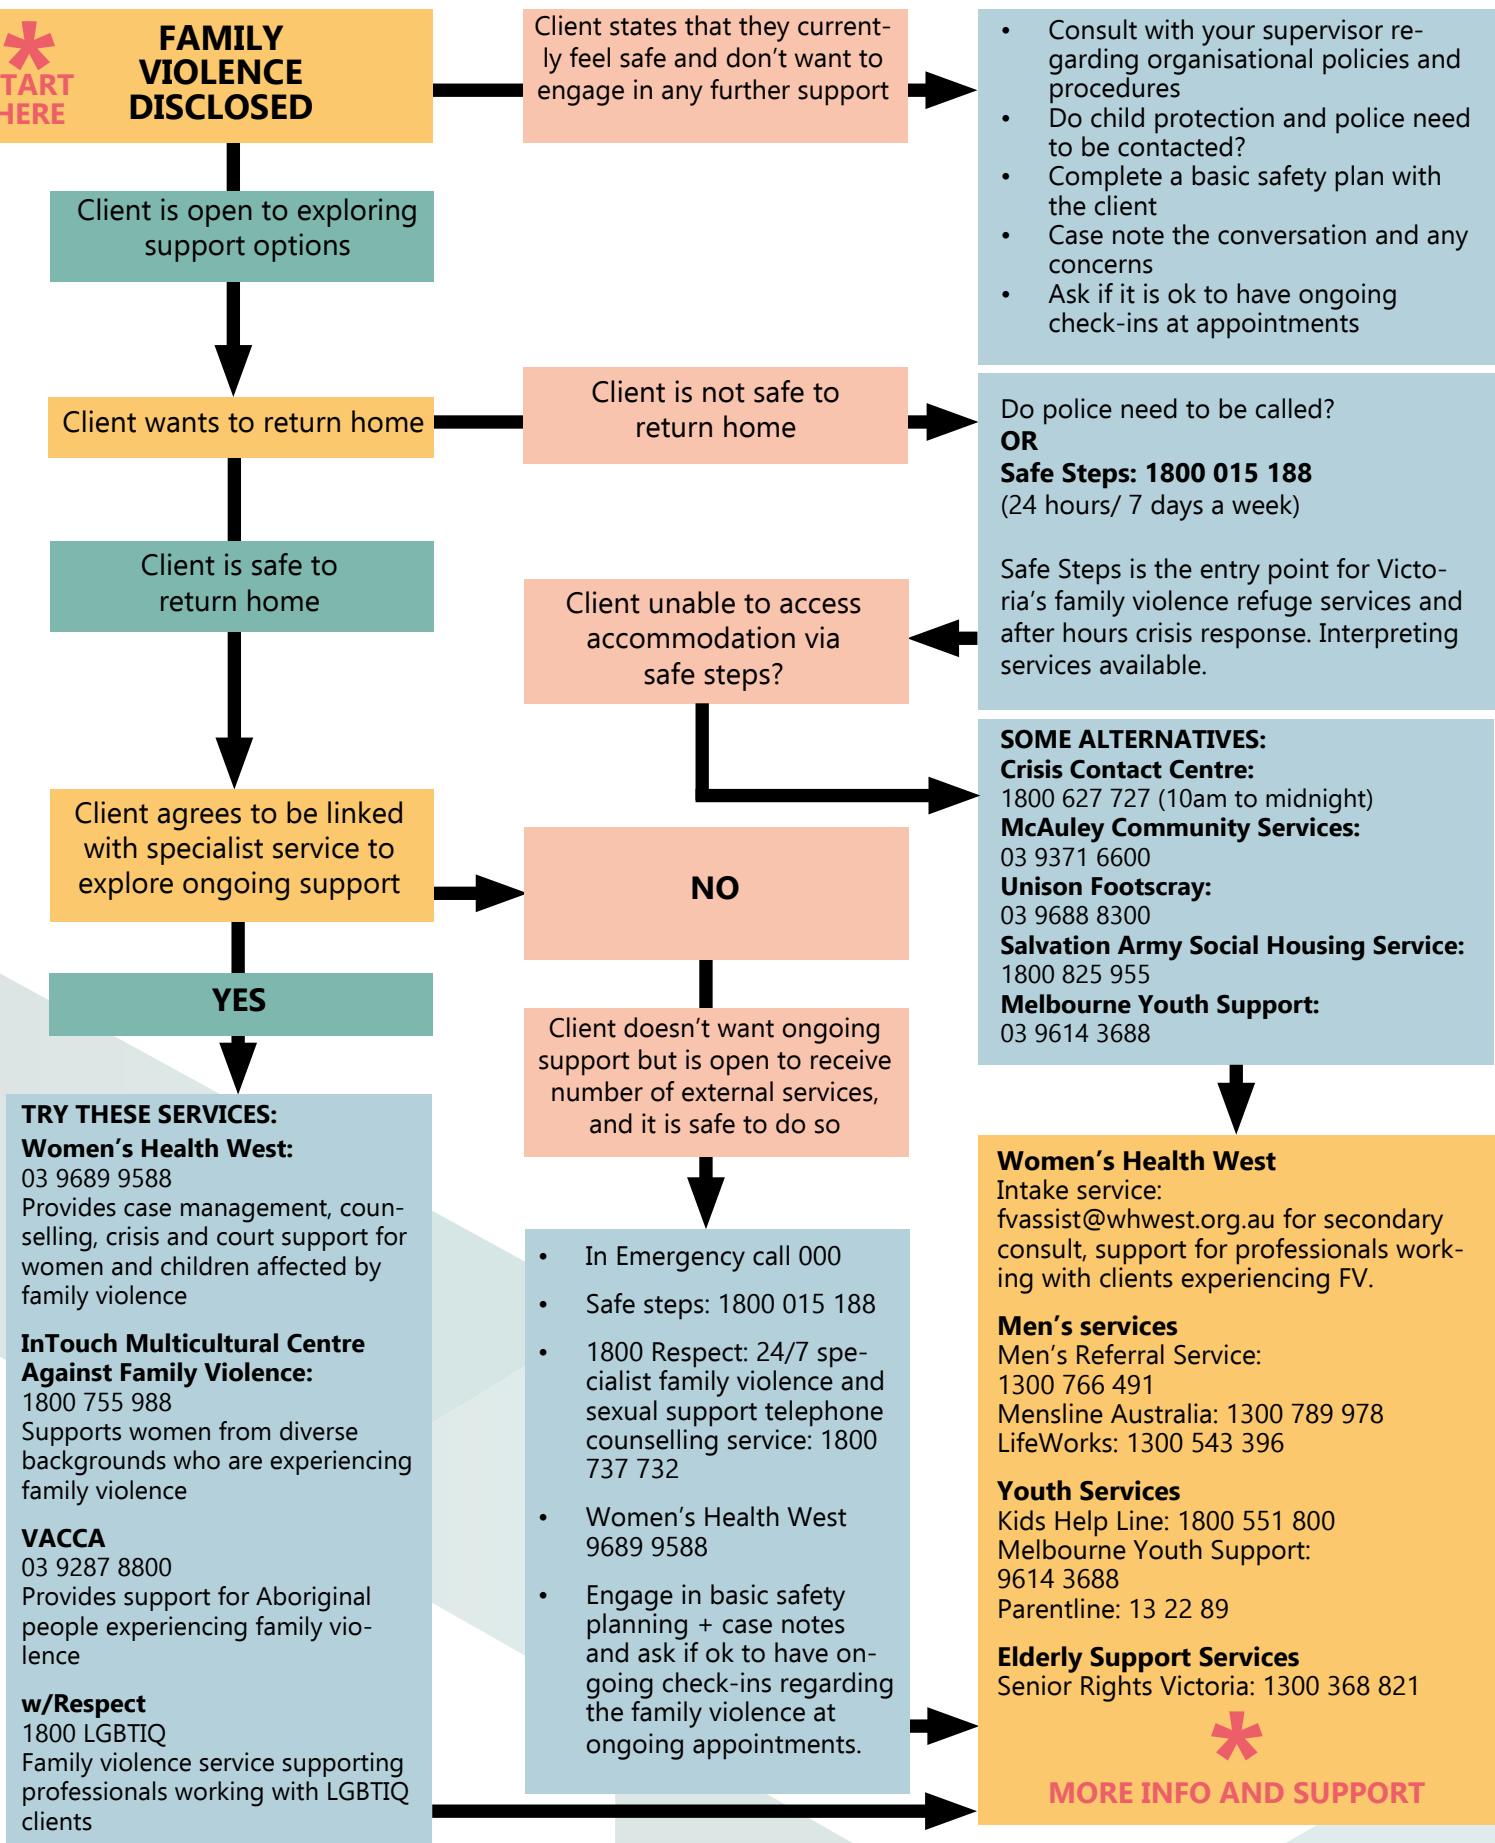 TART
HERE
FAMILY
VIOLENCE
DISCLOSED
Client states that they current-
ly feel safe and don't want to
engage in any further support
• Consult with your supervisor re-
garding organisational policies and
procedures
• Do child protection and police need
to be contacted?
• Complete a basic safety plan with
the client
• Case note the conversation and any
concerns
• Ask if it is ok to have ongoing
check-ins at appointments
Client is open to exploring
support options
Client wants to return home
Client is not safe to
return home
Do police need to be called?
OR
Safe Steps: 1800 015 188
(24 hours/ 7 days a week)
Safe Steps is the entry point for Victo-
ria's family violence refuge services and
after hours crisis response. Interpreting
services available.
Client is safe to
return home
Client unable to access
accommodation via
safe steps?
SOME ALTERNATIVES:
Crisis Contact Centre:
1800 627 727 (10am to midnight)
McAuley Community Services:
03 9371 6600
Unison Footscray:
03 9688 8300
Salvation Army Social Housing Service:
1800 825 955
Melbourne Youth Support:
03 9614 3688
Client agrees to be linked
with specialist service to
explore ongoing support
NO
YES
Client doesn't want ongoing
support but is open to receive
number of external services,
and it is safe to do so
TRY THESE SERVICES:
Women's Health West:
03 9689 9588
Provides case management, coun-
selling, crisis and court support for
women and children affected by
family violence
InTouch Multicultural Centre
Against Family Violence:
1800 755 988
Supports women from diverse
backgrounds who are experiencing
family violence
VACCA
03 9287 8800
Provides support for Aboriginal
people experiencing family vio-
lence
w/Respect
1800 LGBTIQ
Family violence service supporting
professionals working with LGBTIQ
clients
• In Emergency call 000
• Safe steps: 1800 015 188
• 1800 Respect: 24/7 spe-
cialist family violence and
sexual support telephone
counselling service: 1800
737 732
• Women's Health West
9689 9588
• Engage in basic safety
planning + case notes
and ask if ok to have on-
going check-ins regarding
the family violence at
ongoing appointments.
Women's Health West
Intake service:
fvassist@whwest.org.au for secondary
consult, support for professionals work-
ing with clients experiencing FV.
Men's services
Men's Referral Service:
1300 766 491
Mensline Australia: 1300 789 978
LifeWorks: 1300 543 396
Youth Services
Kids Help Line: 1800 551 800
Melbourne Youth Support:
9614 3688
Parentline: 13 22 89
Elderly Support Services
Senior Rights Victoria: 1300 368 821
MORE INFO AND SUPPORT